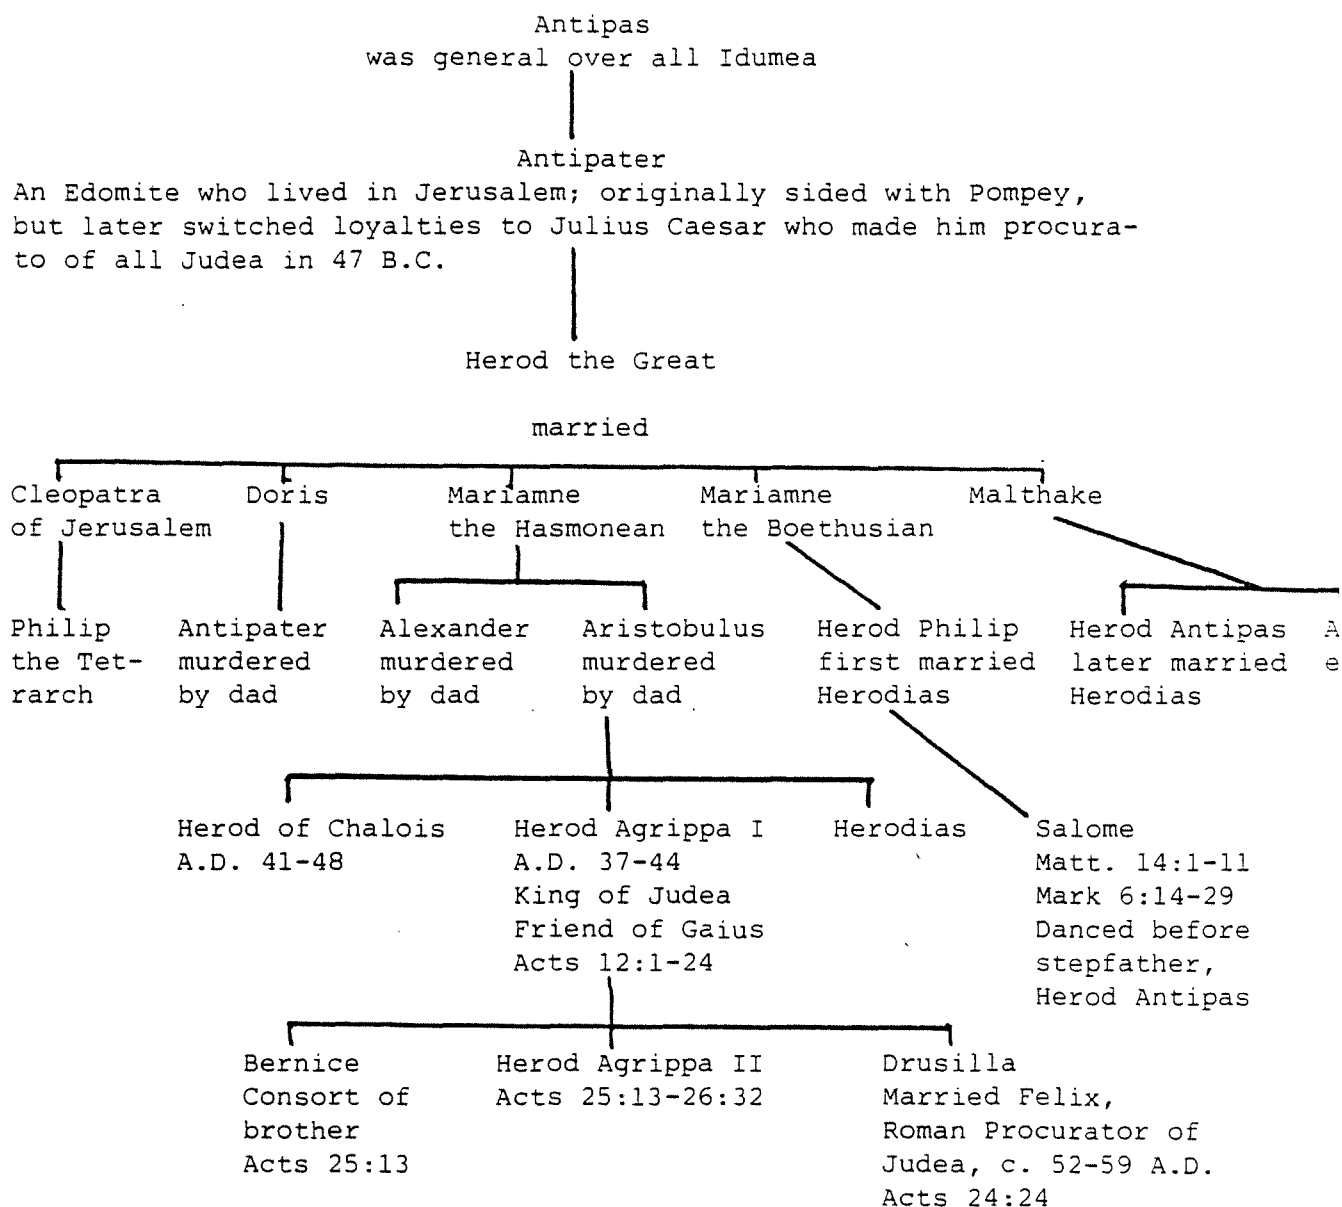 Antipas
was general over all Idumea
Antipater
An Edomite who lived in Jerusalem; originally sided with Pompey,
but later switched loyalties to Julius Caesar who made him procura-
to of all Judea in 47 B.C.
Herod the Great
married
Cleopatra
of Jerusalem
Doris
Mariamne
the Hasmonean
Mariamne
the Boethusian
Malthake
Philip
the Tet-
rarch
Antipater
murdered
by dad
Alexander
murdered
by dad
Aristobulus
murdered
by dad
Herod Philip
first married
Herodias
Herod Antipas
later married
Herodias
Herod of Chalois
A.D. 41-48
Herod Agrippa I
A.D. 37-44
King of Judea
Friend of Gaius
Acts 12:1-24
Herodias
Salome
Matt. 14:1-11
Mark 6:14-29
Danced before
stepfather,
Herod Antipas
Bernice
Consort of
brother
Acts 25:13
Herod Agrippa II
Acts 25:13-26:32
Drusilla
Married Felix,
Roman Procurator of
Judea, c. 52-59 A.D.
Acts 24:24